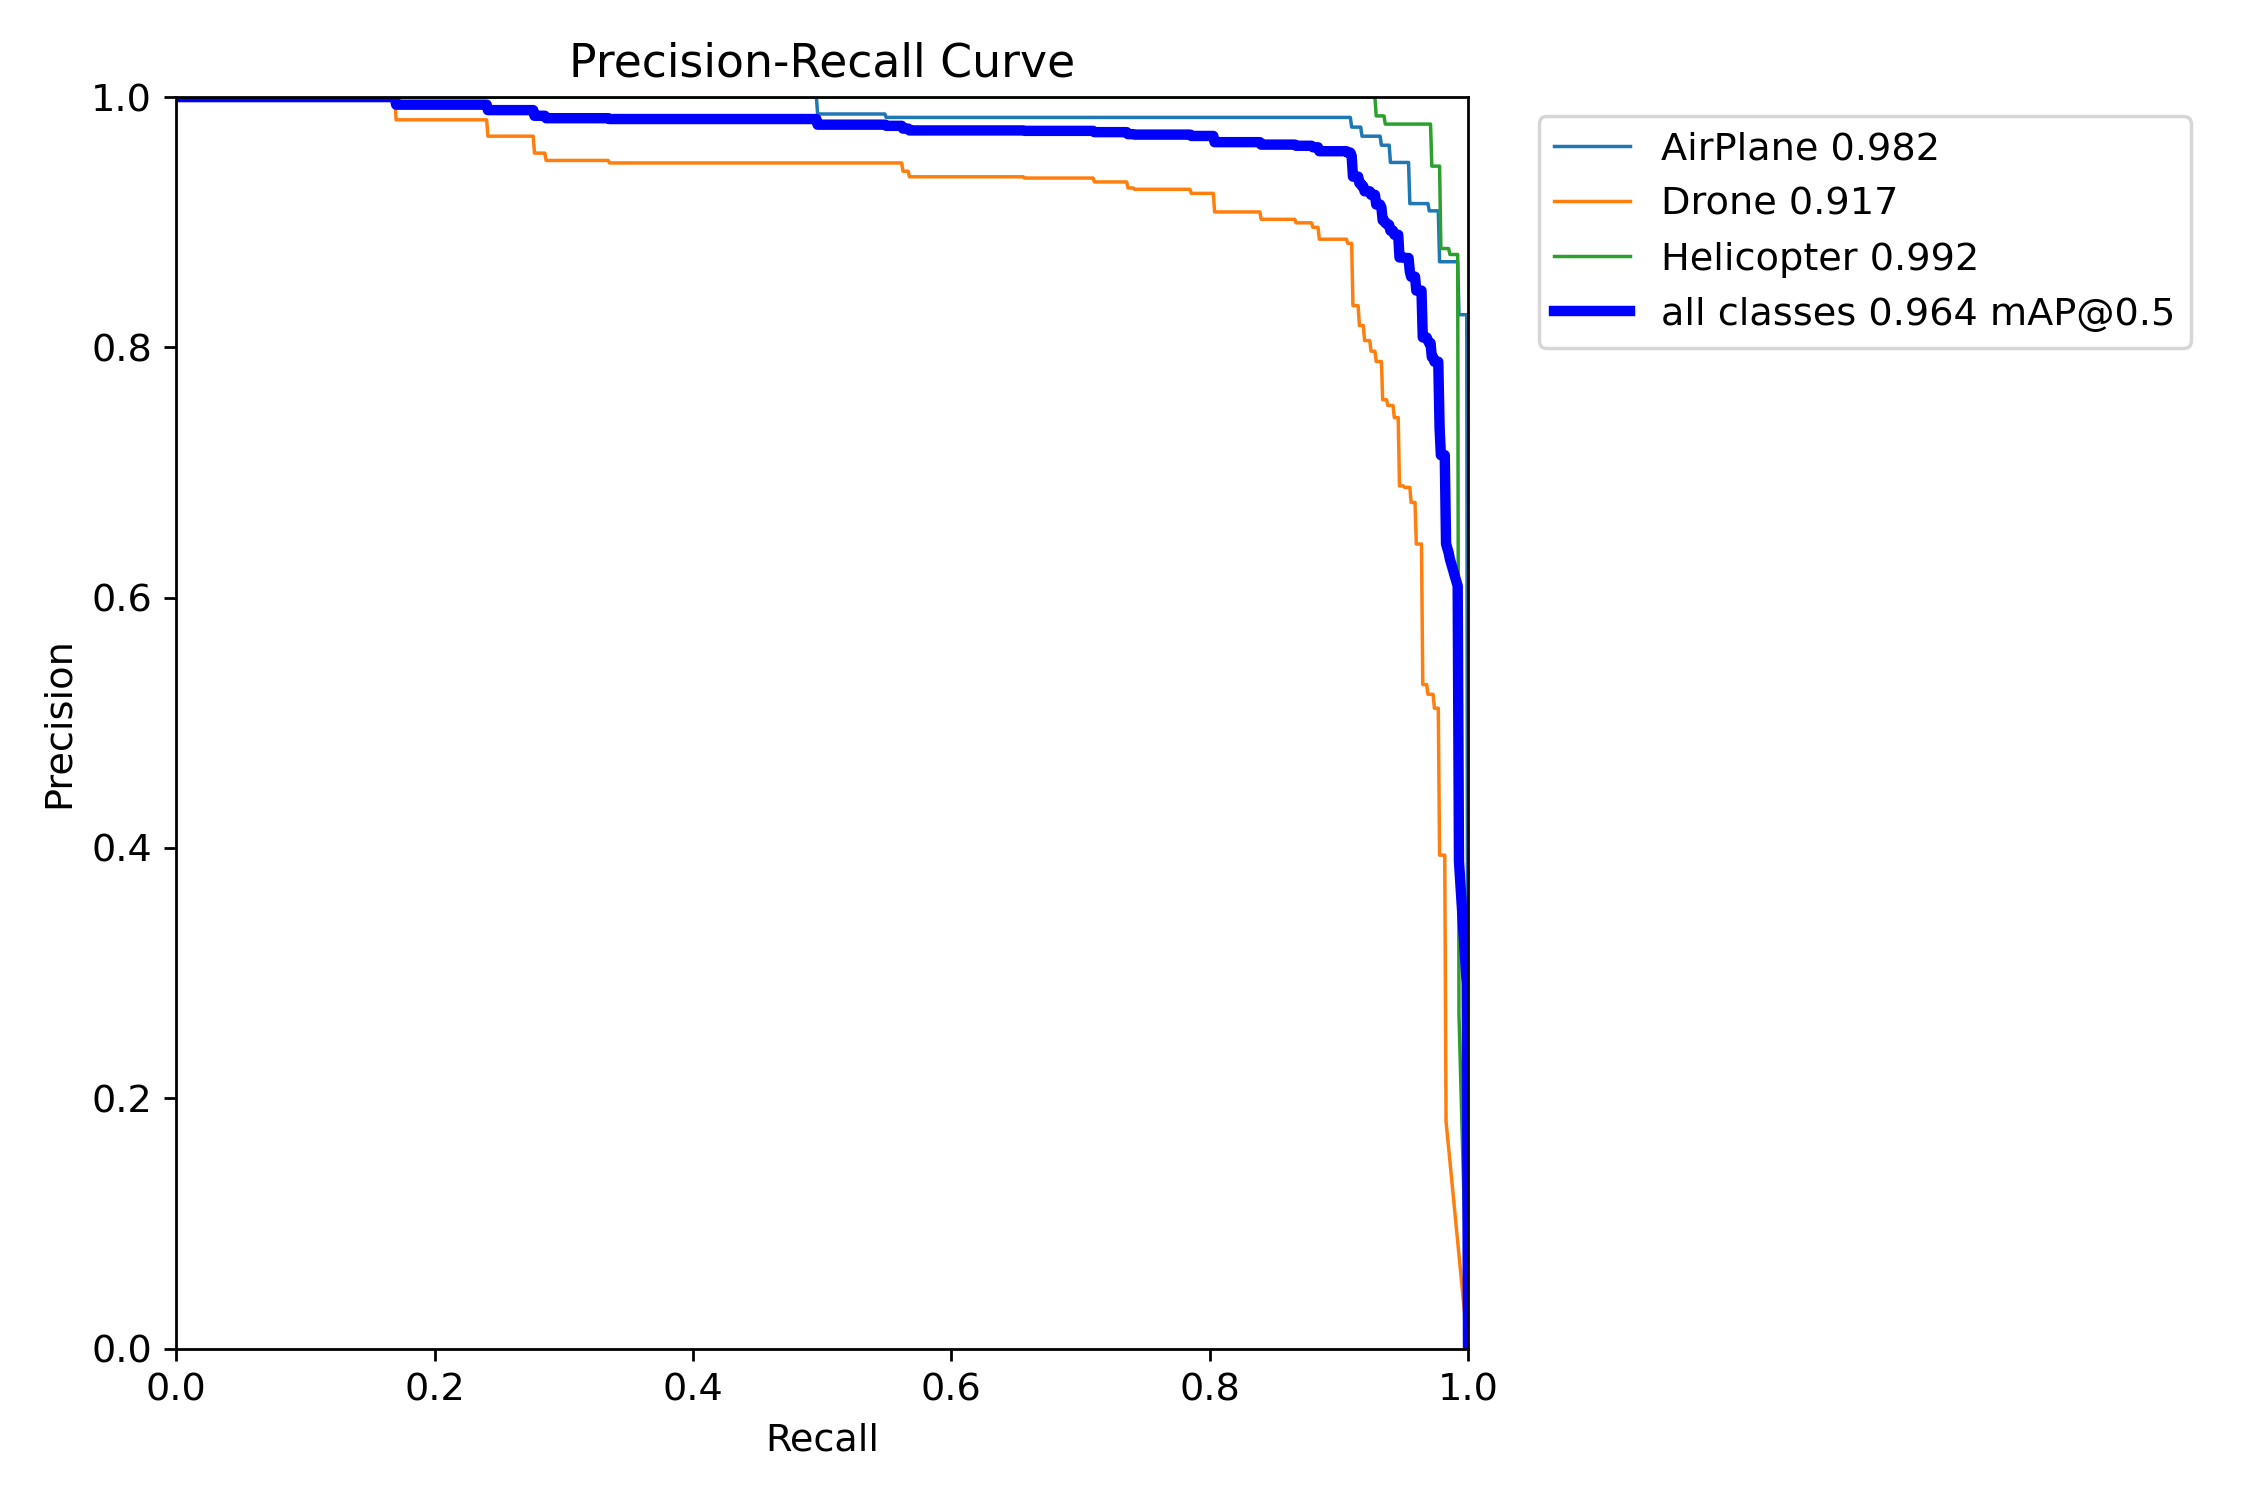 Precision-Recall Curve
1.0
0.8
0.6
0.4
0.2
0.0
Precision
0.0 0.2 0.4 0.6 0.8 1.0
Recall
AirPlane 0.982
Drone 0.917
Helicopter 0.992
all classes 0.964 mAP@0.5